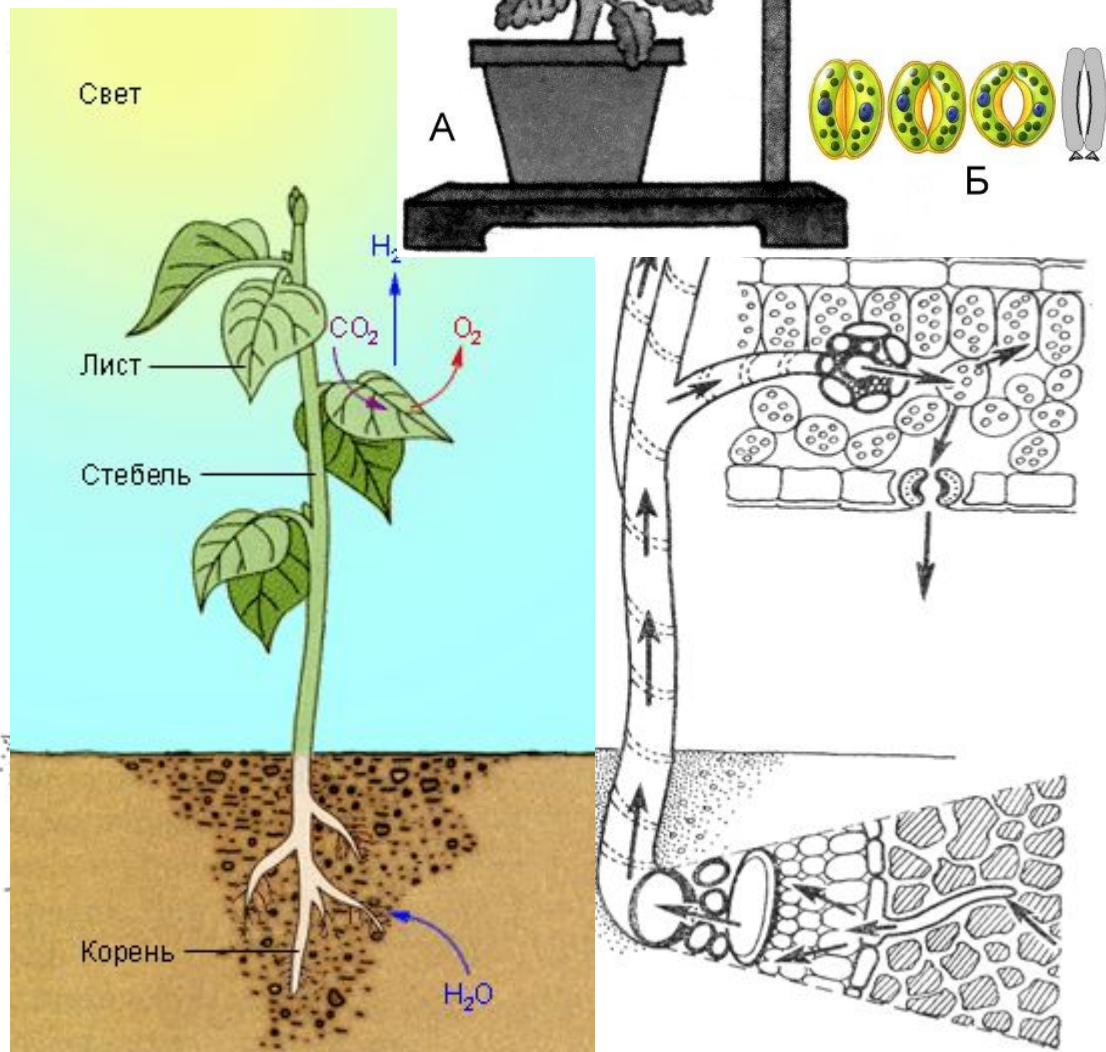 Свет
А
Б
H₂
CO₂
O₂
Лист
Стебель
Корень
H₂O